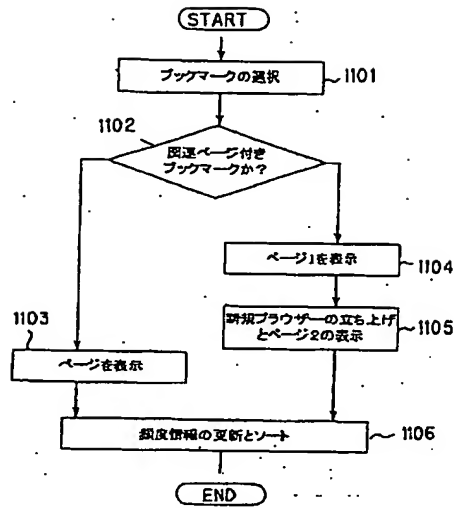 START
ブックマークの選択
1101
1102
関連ページ付き
ブックマークか?
ページ1を表示
1104
新規ブラウザーの立ち上げ
とページ2の表示
1105
1103
ページを表示
頻度情報の更新とソート
1106
END